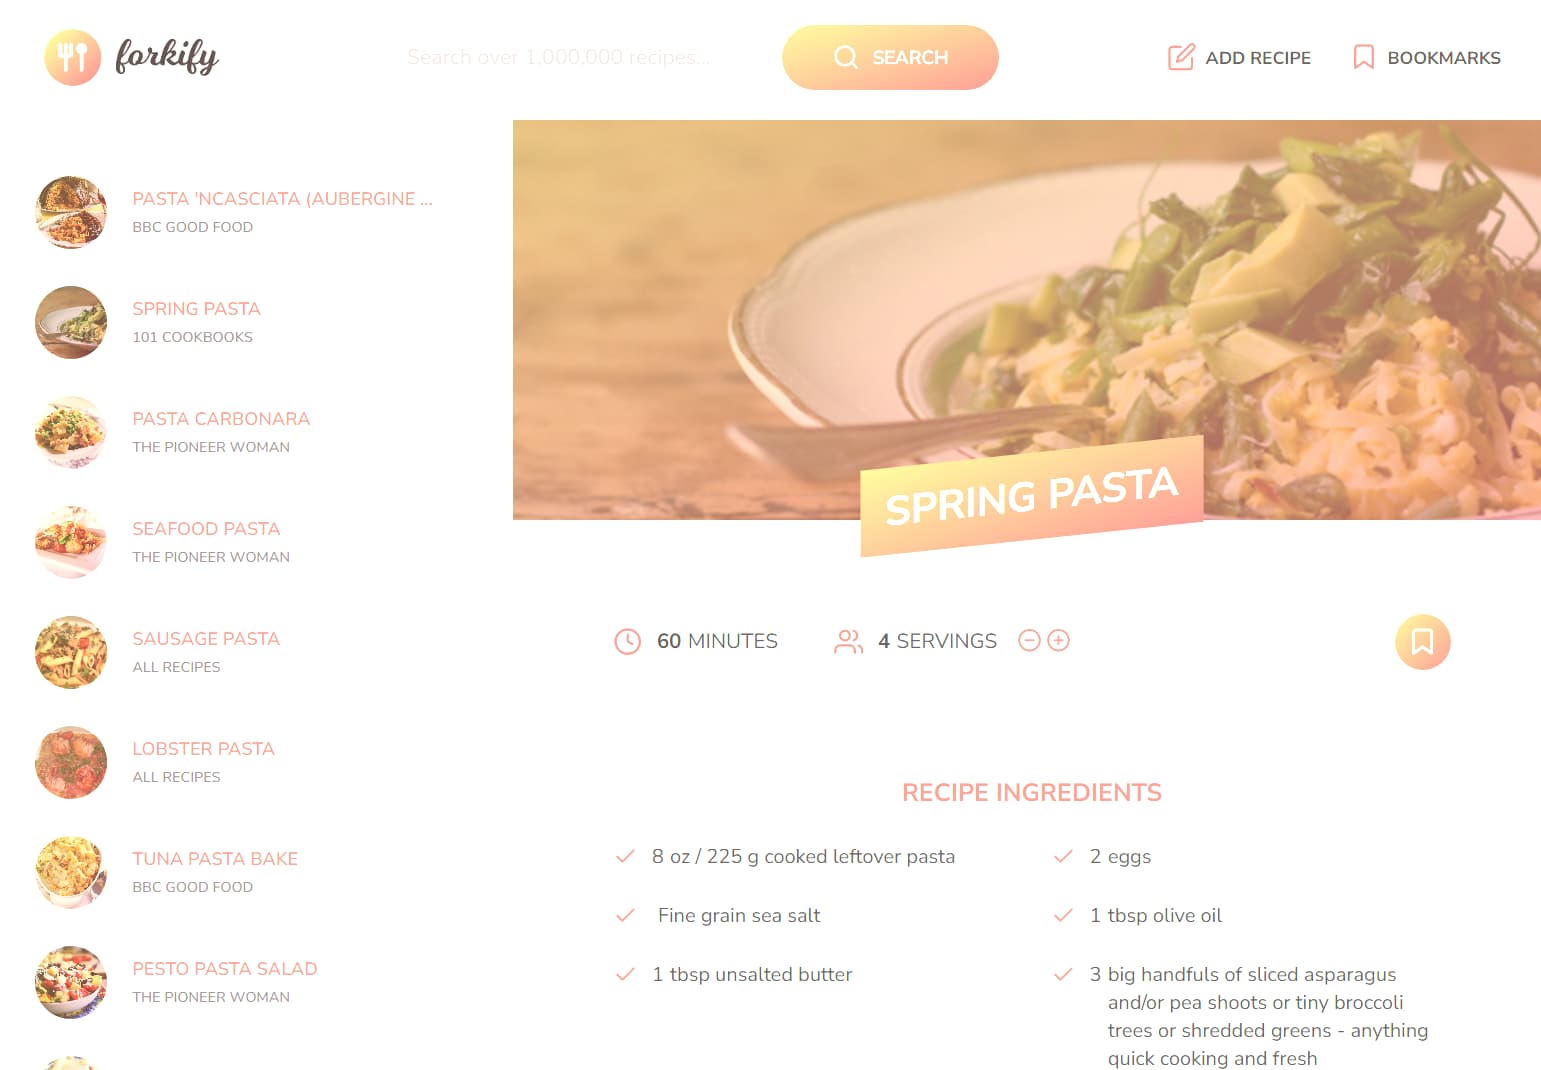 forkify
Search over 1,000,000 recipes...
SEARCH
ADD RECIPE
BOOKMARKS
PASTA 'NCASCIATA (AUBERGINE ...
BBC GOOD FOOD
SPRING PASTA
101 COOKBOOKS
PASTA CARBONARA
THE PIONEER WOMAN
SEAFOOD PASTA
THE PIONEER WOMAN
SAUSAGE PASTA
ALL RECIPES
LOBSTER PASTA
ALL RECIPES
TUNA PASTA BAKE
BBC GOOD FOOD
PESTO PASTA SALAD
THE PIONEER WOMAN
SPRING PASTA
60 MINUTES
4 SERVINGS
RECIPE INGREDIENTS
8 oz / 225 g cooked leftover pasta
2 eggs
Fine grain sea salt
1 tbsp olive oil
1 tbsp unsalted butter
3 big handfuls of sliced asparagus
and/or pea shoots or tiny broccoli
trees or shredded greens - anything
quick cooking and fresh